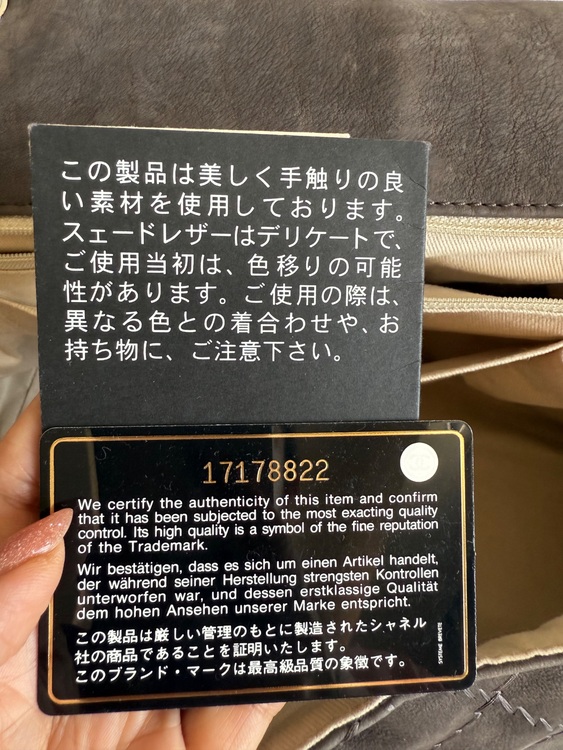 この製品は美しく手触りの良
い素材を使用しております。
スェードレザーはデリケートで、
ご使用当初は、色移りの可能
性があります。ご使用の際は、
異なる色との着合わせや、お
持ち物に、ご注意下さい。
17178822
We certify the authenticity of this item and confirm
that it has been subjected to the most exacting quality
control. Its high quality is a symbol of the fine reputation
of the Trademark.
Wir bestätigen, dass es sich um einen Artikel handelt,
der während seiner Herstellung strengsten Kontrollen
unterworfen war, und dessen erstklassige Qualität
dem hohen Ansehen unserer Marke entspricht.
この製品は厳しい管理のもとに製造されたシャネル
社の商品であることを証明いたします。
このブランド・マークは最高級品質の象徴です。
SYSTEME BREVETE